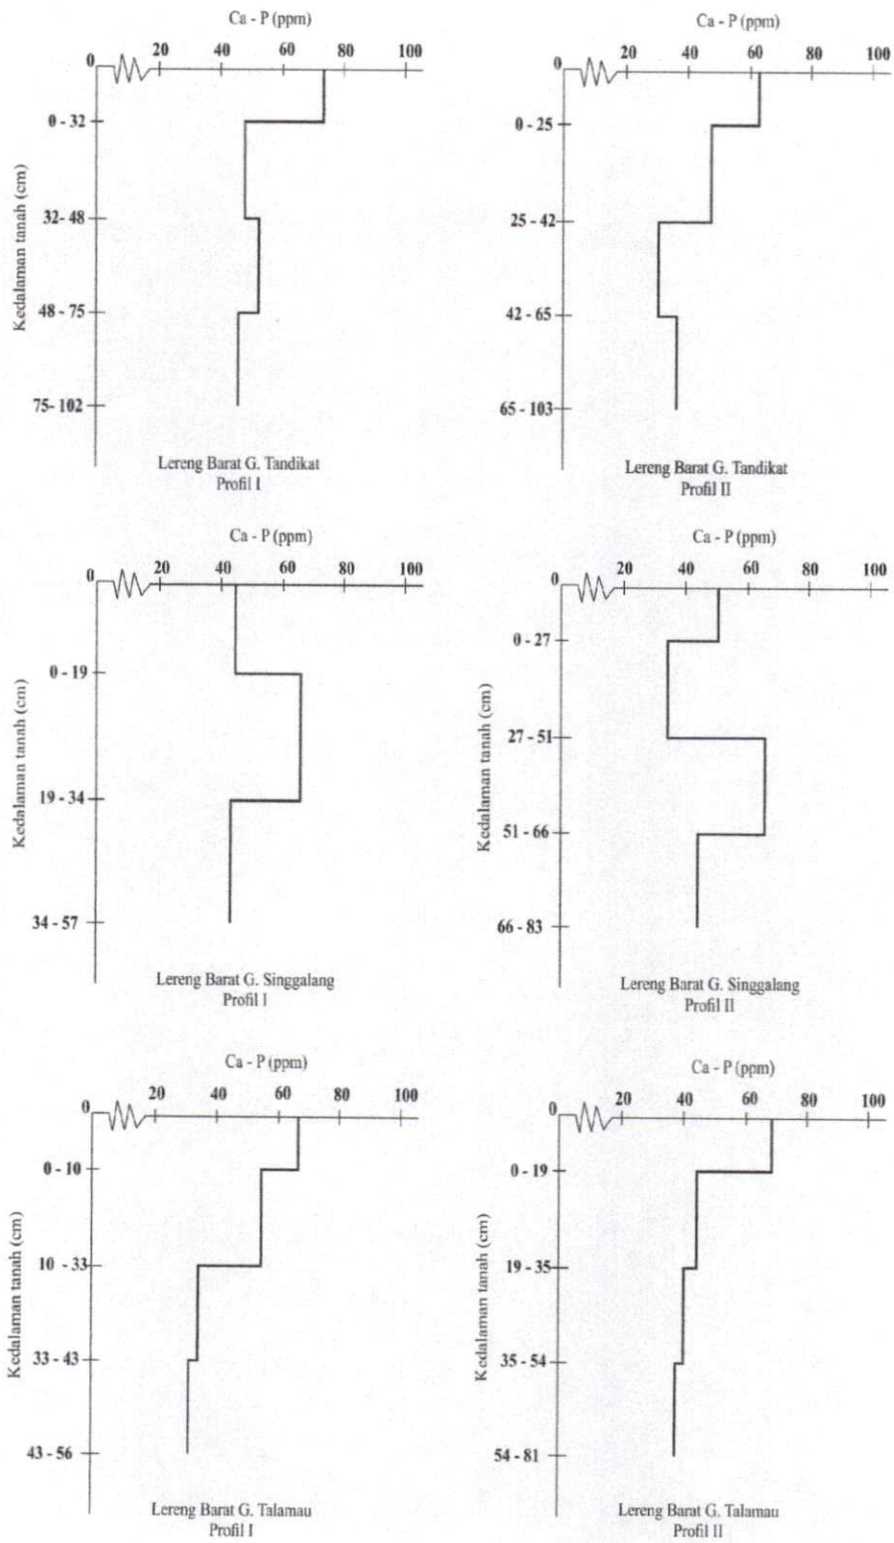 Ca - P (ppm)
0 20 40 60 80 100
0 - 32
32 - 48
48 - 75
75 - 102
Kedalaman tanah (cm)
Lereng Barat G. Tandikat
Profil I
Ca - P (ppm)
0 20 40 60 80 100
0 - 25
25 - 42
42 - 65
65 - 103
Lereng Barat G. Tandikat
Profil II
Ca - P (ppm)
0 20 40 60 80 100
0 - 19
19 - 34
34 - 57
Kedalaman tanah (cm)
Lereng Barat G. Singgalang
Profil I
Ca - P (ppm)
0 20 40 60 80 100
0 - 27
27 - 51
51 - 66
66 - 83
Kedalaman tanah (cm)
Lereng Barat G. Singgalang
Profil II
Ca - P (ppm)
0 20 40 60 80 100
0 - 10
10 - 33
33 - 43
43 - 56
Kedalaman tanah (cm)
Lereng Barat G. Talamau
Profil I
Ca - P (ppm)
0 20 40 60 80 100
0 - 19
19 - 35
35 - 54
54 - 81
Kedalaman tanah (cm)
Lereng Barat G. Talamau
Profil II